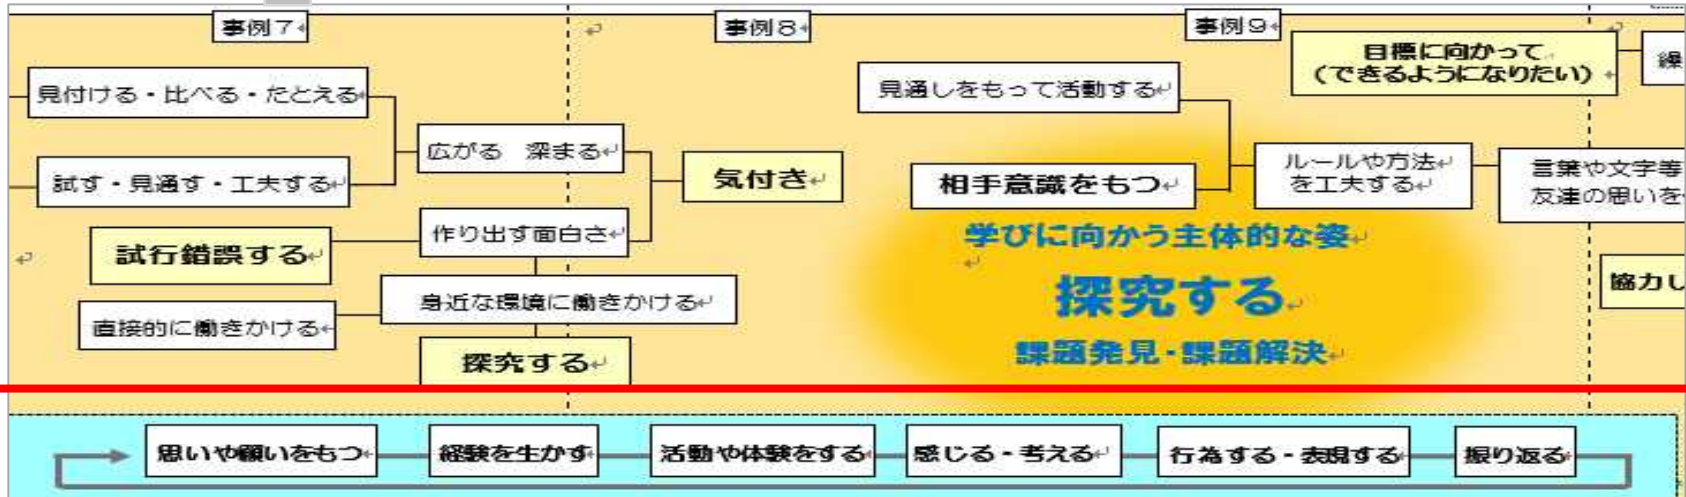 事例7
事例8
事例9
目標に向かって
(できるようになりたい)
繰
見付ける・比べる・たとえる
見通しをもって活動する
広がる　深まる
試す・見通す・工夫する
気付き
相手意識をもつ
ルールや方法
を工夫する
言葉や文字等
友達の思いを
作り出す面白さ
試行錯誤する
学びに向かう主体的な姿
探究する
課題発見・課題解決
協力し
身近な環境に働きかける
直接的に働きかける
探究する
思いや願いをもつ
経験を生かす
活動や体験をする
感じる・考える
行為する・表現する
振り返る